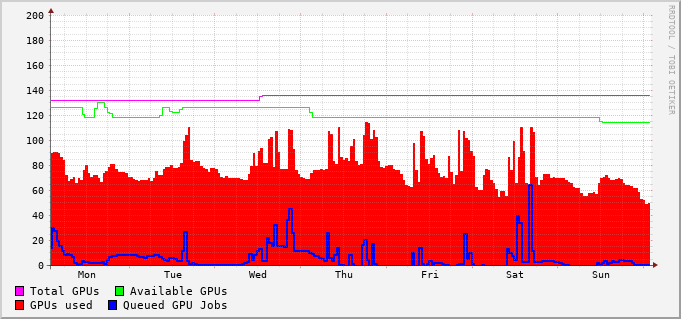 200
180
160
140
120
100
80
60
40
20
0
Mon Tue Wed Thu Fri Sat Sun
Total GPUs Available GPUs
GPUs used Queued GPU Jobs
RRDTOOL / TOBI OETIKER